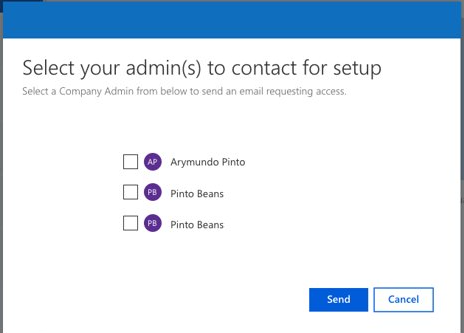 Select your admin(s) to contact for setup
Select a Company Admin from below to send an email requesting access.
AP Arymundo Pinto
PB Pinto Beans
PB Pinto Beans
Send Cancel